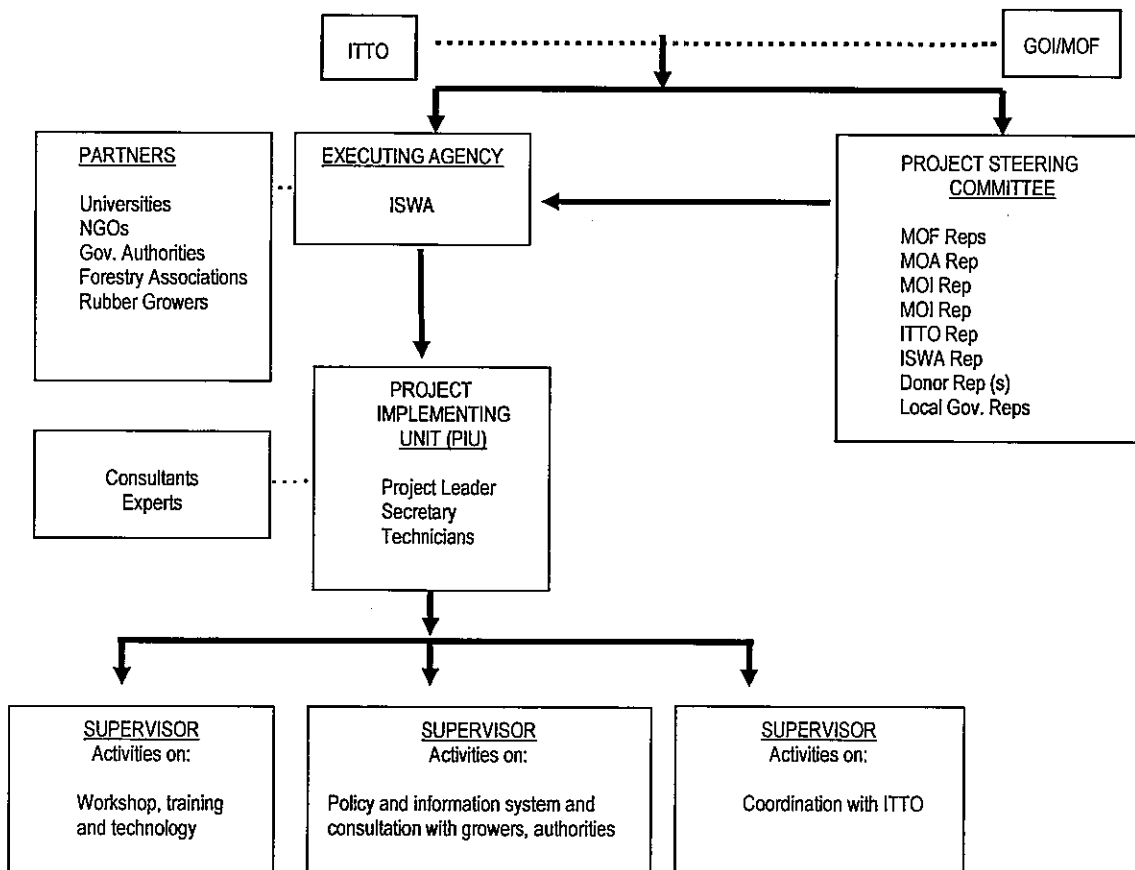 ITTO
GOI/MOF
PARTNERS
Universities
NGOs
Gov. Authorities
Forestry Associations
Rubber Growers
EXECUTING AGENCY
ISWA
PROJECT STEERING
COMMITTEE
MOF Reps
MOA Rep
MOI Rep
MOI Rep
ITTO Rep
ISWA Rep
Donor Rep (s)
Local Gov. Reps
PROJECT
IMPLEMENTING
UNIT (PIU)
Project Leader
Secretary
Technicians
Consultants
Experts
SUPERVISOR
Activities on:
Workshop, training
and technology
SUPERVISOR
Activities on:
Policy and information system and
consultation with growers, authorities
SUPERVISOR
Activities on:
Coordination with ITTO